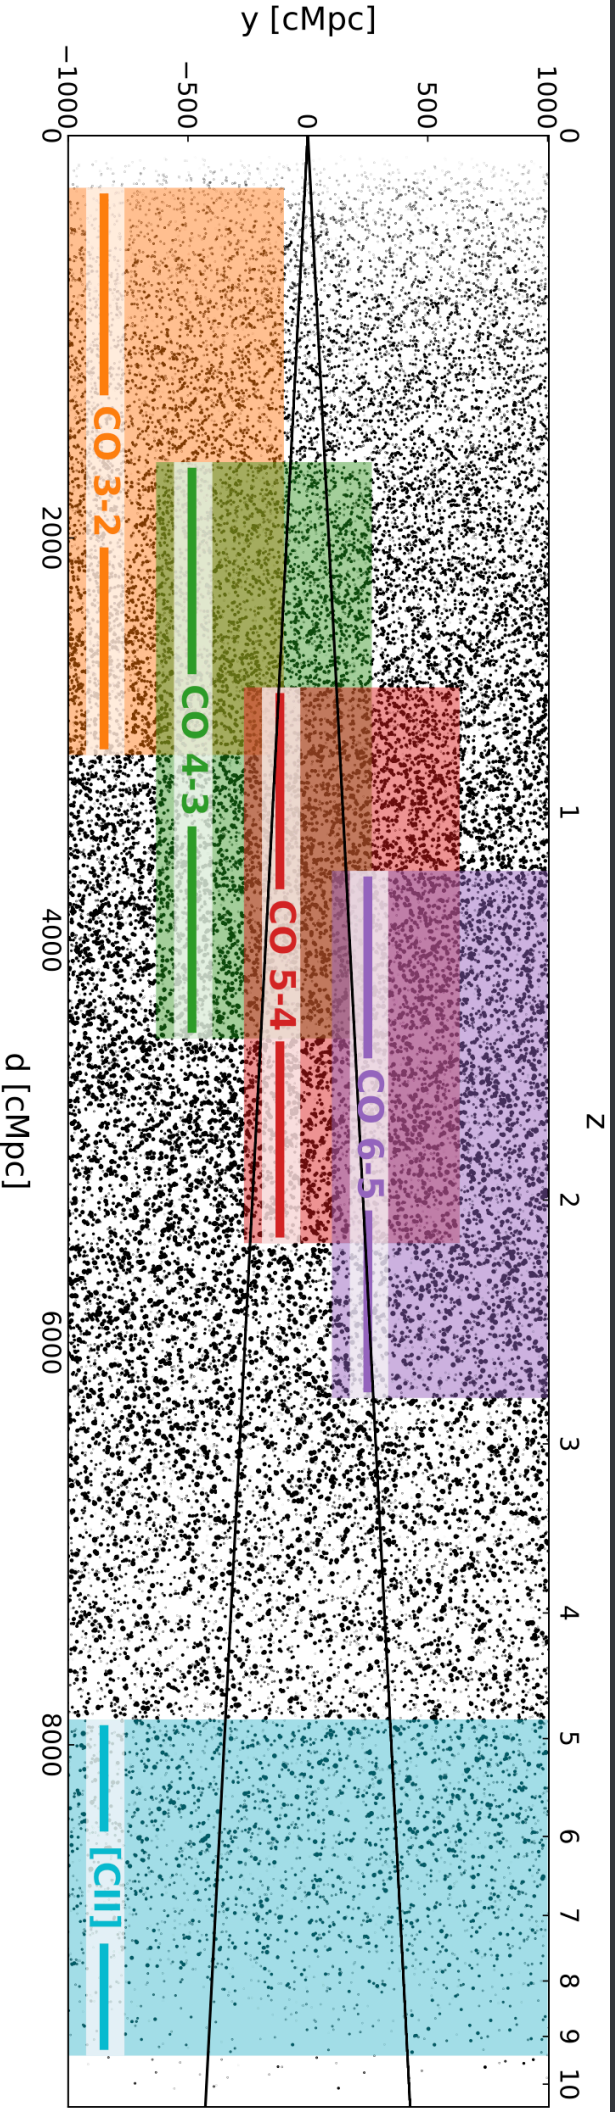 z
0 1 2 3 4 5 6 7 8 9 10
1000
500
0
−500
−1000
y [cMpc]
CO 6-5
CO 5-4
CO 4-3
CO 3-2
[CII]
0 2000 4000 6000 8000
d [cMpc]